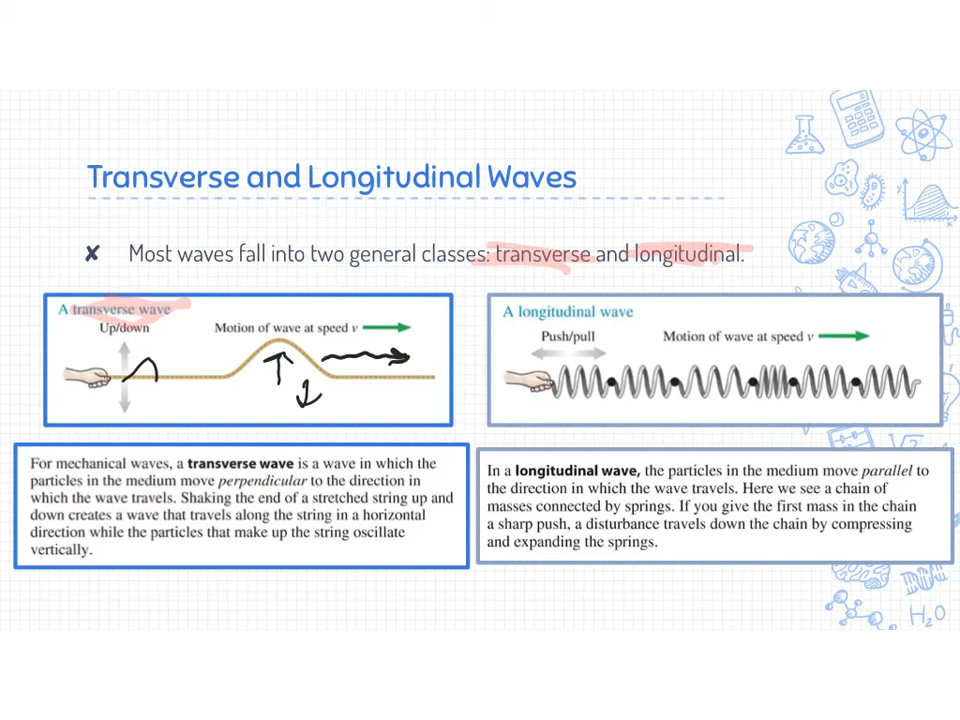 Transverse and Longitudinal Waves
✘ Most waves fall into two general classes: transverse and longitudinal.
A transverse wave
Up/down
Motion of wave at speed v
For mechanical waves, a transverse wave is a wave in which the
particles in the medium move perpendicular to the direction in
which the wave travels. Shaking the end of a stretched string up and
down creates a wave that travels along the string in a horizontal
direction while the particles that make up the string oscillate
vertically.
A longitudinal wave
Push/pull
Motion of wave at speed v
In a longitudinal wave, the particles in the medium move parallel to
the direction in which the wave travels. Here we see a chain of
masses connected by springs. If you give the first mass in the chain
a sharp push, a disturbance travels down the chain by compressing
and expanding the springs.
Y
X
H₂O